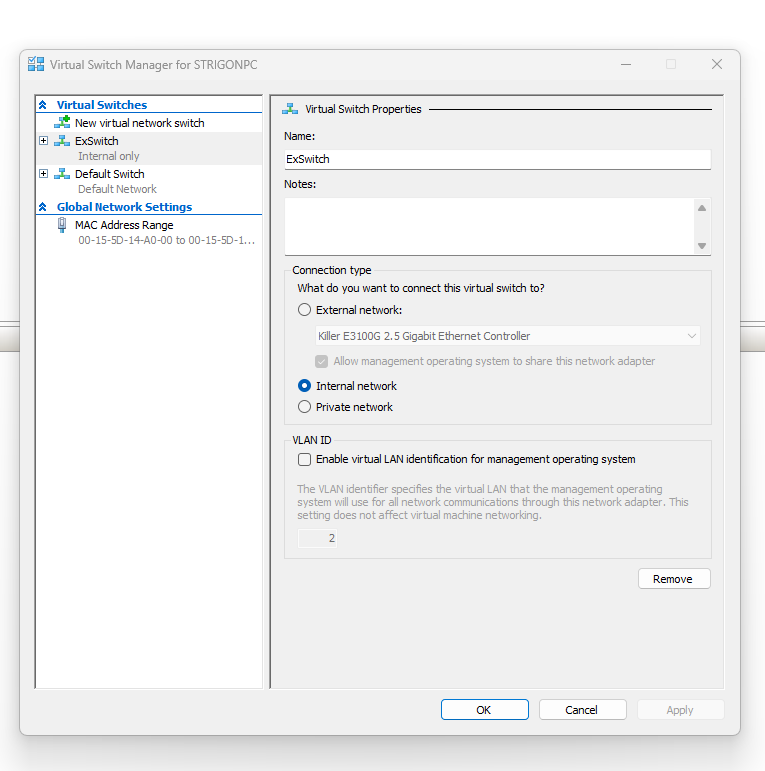 Virtual Switch Manager for STRIGONPC
Virtual Switches
New virtual network switch
ExSwitch
Internal only
Default Switch
Default Network
Global Network Settings
MAC Address Range
00-15-5D-14-A0-00 to 00-15-5D-1...
Virtual Switch Properties
Name:
ExSwitch
Notes:
Connection type
What do you want to connect this virtual switch to?
External network:
Killer E3100G 2.5 Gigabit Ethernet Controller
Allow management operating system to share this network adapter
Internal network
Private network
VLAN ID
Enable virtual LAN identification for management operating system
The VLAN identifier specifies the virtual LAN that the management operating
system will use for all network communications through this network adapter. This
setting does not affect virtual machine networking.
2
Remove
OK
Cancel
Apply